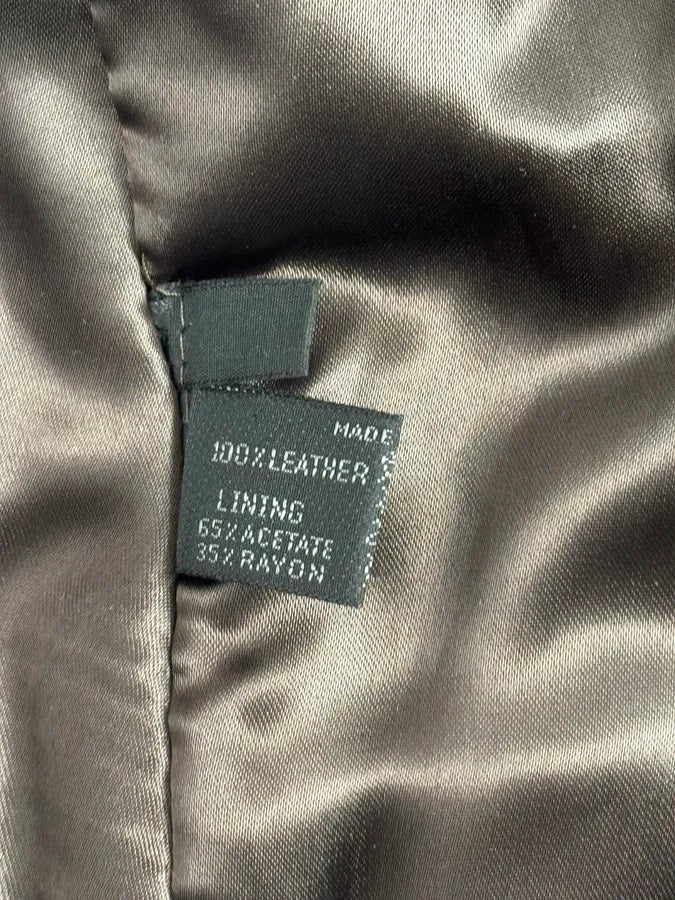 MADE
100% LEATHER
LINING
65% ACETATE
35% RAYON